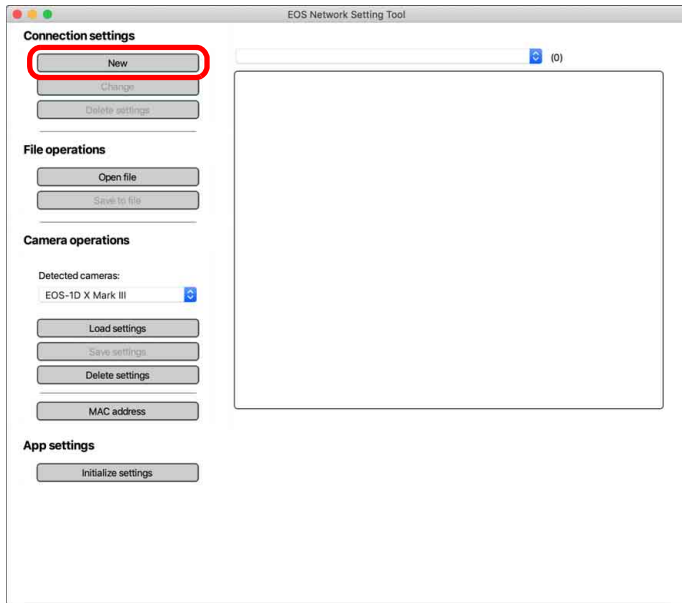 EOS Network Setting Tool
Connection settings
New
(0)
Change
Delete settings
File operations
Open file
Save to file
Camera operations
Detected cameras:
EOS-1D X Mark III
Load settings
Save settings
Delete settings
MAC address
App settings
Initialize settings